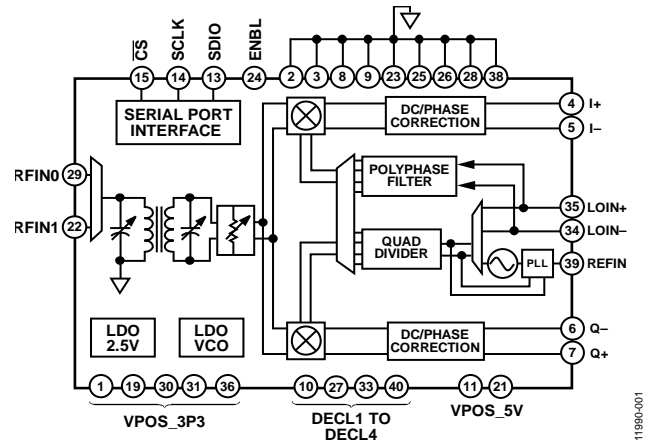 CS
SCLK
SDIO
ENBL
15 14 13 24 2 3 8 9 23 25 26 28 38
SERIAL PORT
INTERFACE
DC/PHASE
CORRECTION
4 I+
5 I–
RFIN0 29
RFIN1 22
POLYPHASE
FILTER
QUAD
DIVIDER
PLL
35 LOIN+
34 LOIN–
39 REFIN
LDO
2.5V
LDO
VCO
DC/PHASE
CORRECTION
6 Q–
7 Q+
1 19 30 31 36 10 27 33 40 11 21
VPOS_3P3
DECL1 TO
DECL4
VPOS_5V
11990-001